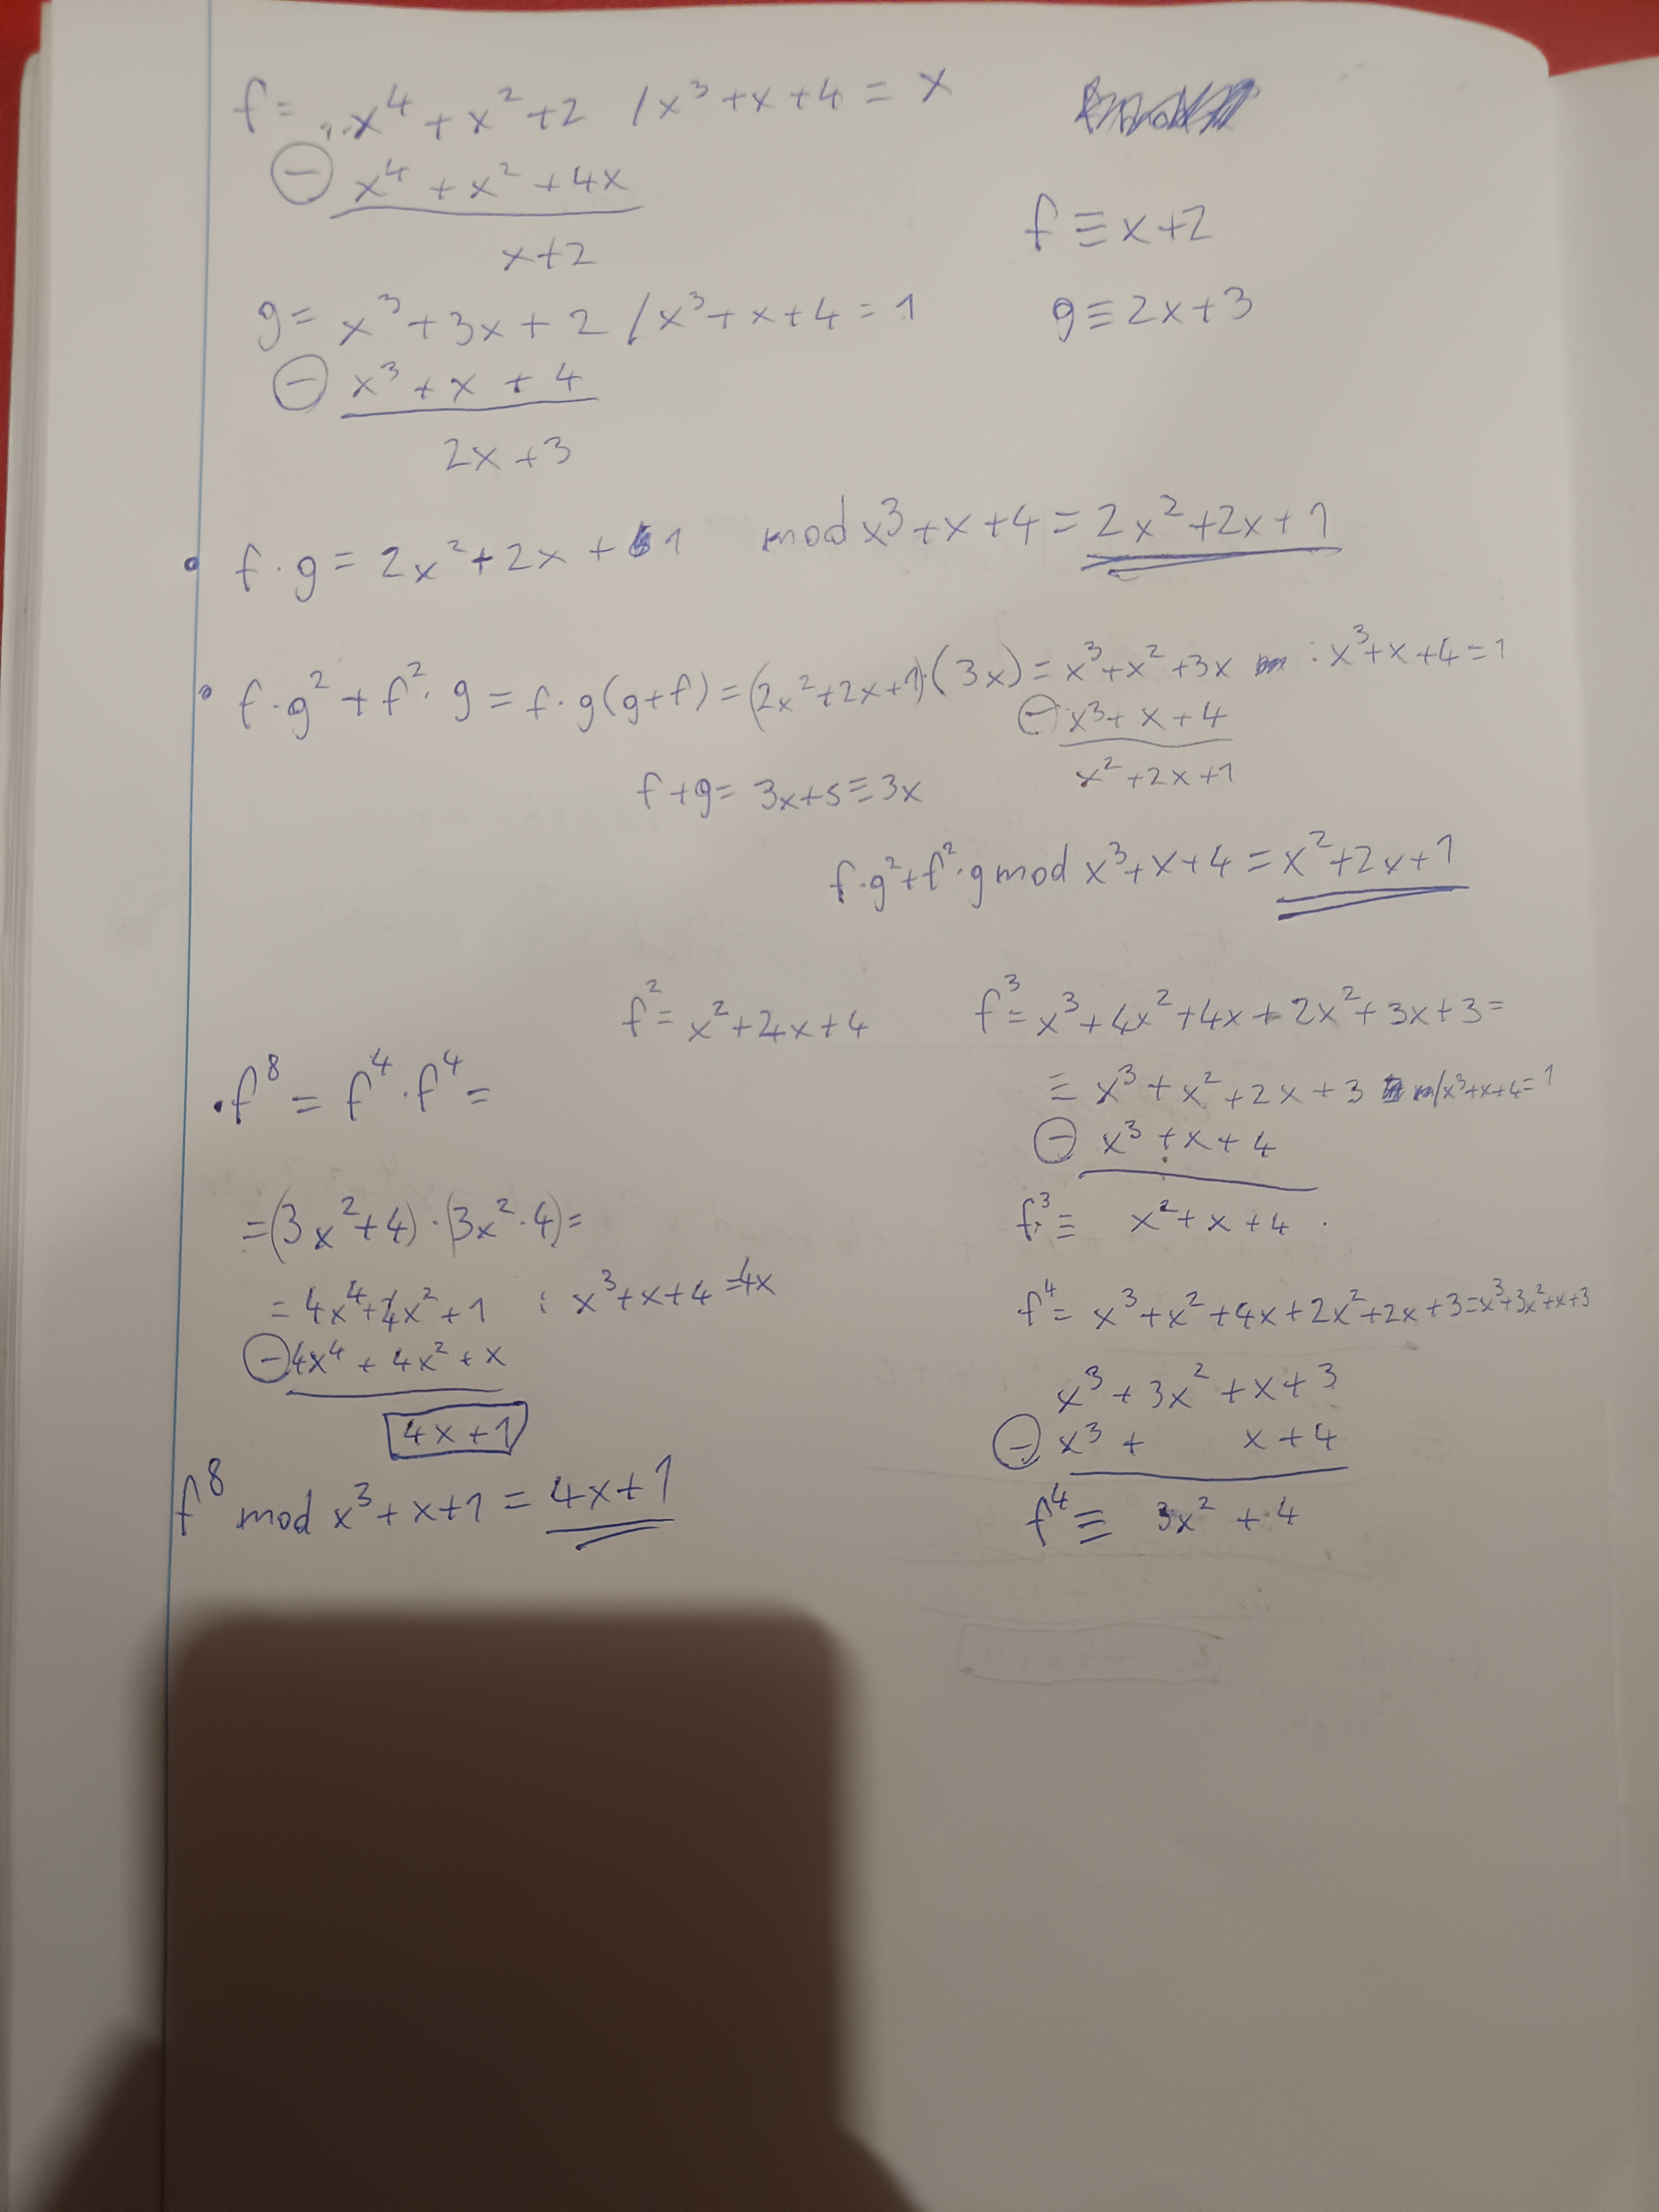 f = x⁴ + x² + 2 / x³ + x + 4 = x
⊖ x⁴ + x² + 4x
x + 2
f ≡ x + 2
g = x³ + 3x + 2 / x³ + x + 4 = 1
g ≡ 2x + 3
⊖ x³ + x + 4
2x + 3
• f · g = 2x² + 2x + 1 mod x³ + x + 4 = 2x² + 2x + 1
• f · g² + f² · g = f · g (g + f) = (2x² + 2x + 1) · (3x) = x³ + x² + 3x : x³ + x + 4 = 1
⊖ x³ + x + 4
x² + 2x + 1
f + g = 3x + 5 ≡ 3x
f · g² + f² · g mod x³ + x + 4 = x² + 2x + 1
f² = x² + 4x + 4
f³ = x³ + 4x² + 4x + 2x² + 3x + 3 =
≡ x³ + x² + 2x + 3 /x³ + x + 4 = 1
⊖ x³ + x + 4
f³ ≡ x² + x + 4
f⁴ = x³ + x² + 4x + 2x² + 2x + 3 = x³ + 3x² + x + 3
x³ + 3x² + x + 3
⊖ x³ + x + 4
f⁴ ≡ 3x² + 4
• f⁸ = f⁴ · f⁴ =
= (3x² + 4) · (3x² · 4) =
= 4x⁴ + 4x² + 1 : x³ + x + 4 = 4x
⊖ 4x⁴ + 4x² + x
4x + 1
f⁸ mod x³ + x + 1 = 4x + 1